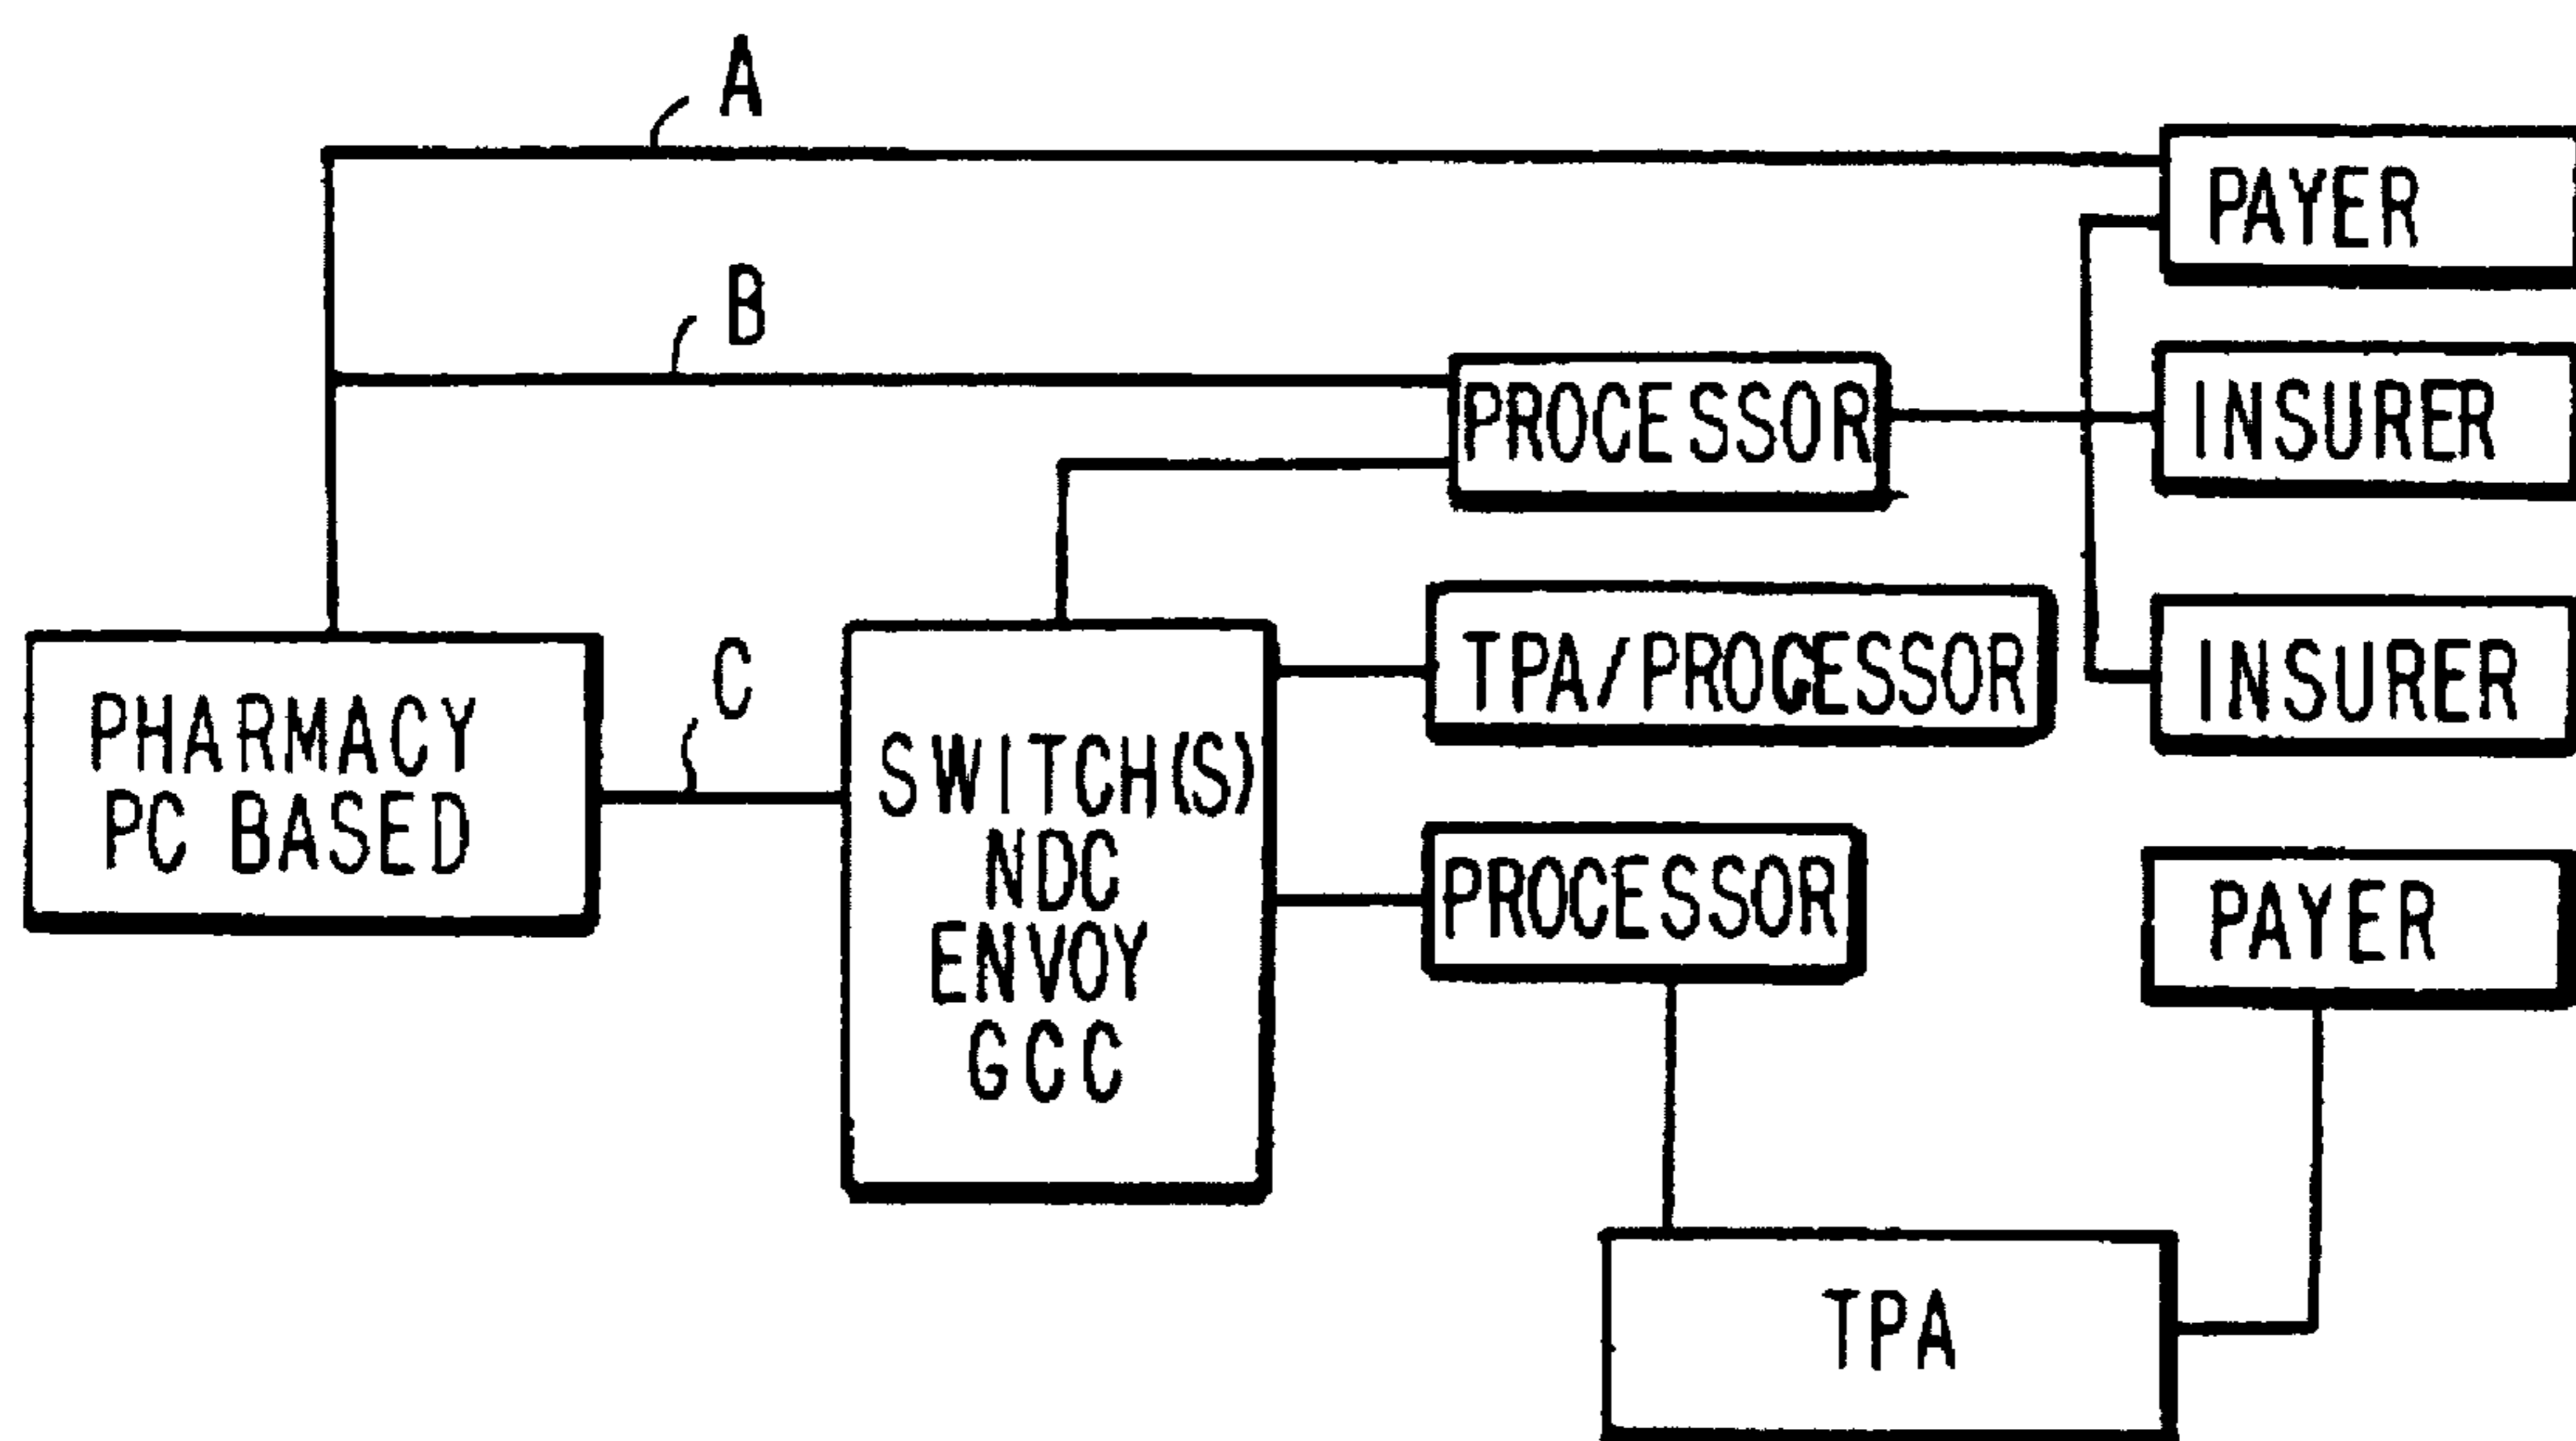 A
PAYER
B
PROCESSOR
INSURER
C
TPA/PROCESSOR
INSURER
PHARMACY
PC BASED
SWITCH(S)
NDC
ENVOY
GCC
PROCESSOR
PAYER
TPA